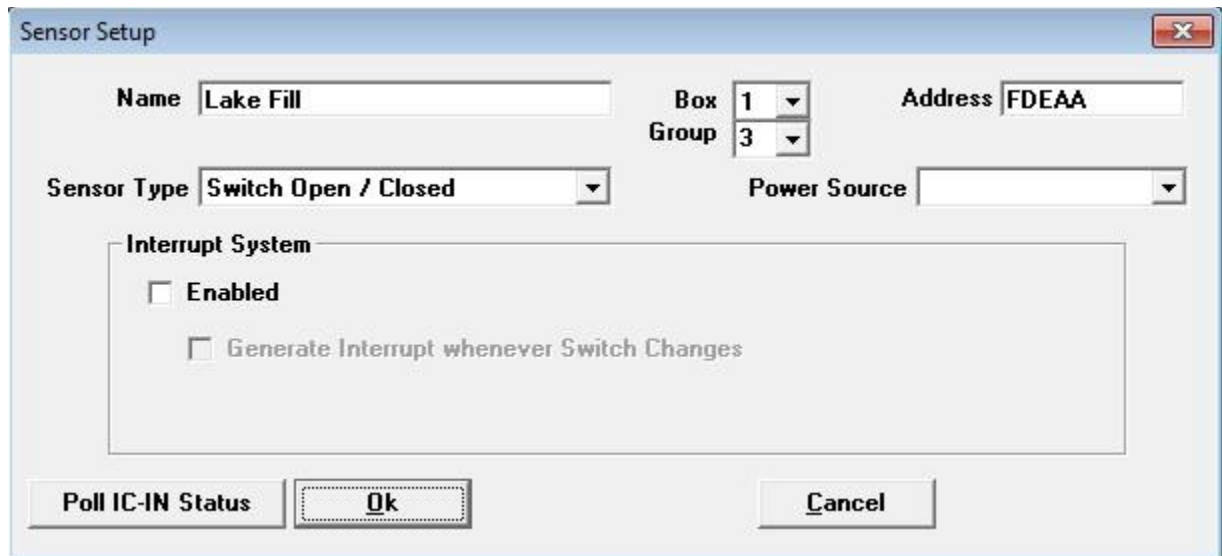 Sensor Setup
Name Lake Fill Box 1 Address FDEAA
Group 3
Sensor Type Switch Open / Closed Power Source
Interrupt System
Enabled
Generate Interrupt whenever Switch Changes
Poll IC-IN Status Ok Cancel